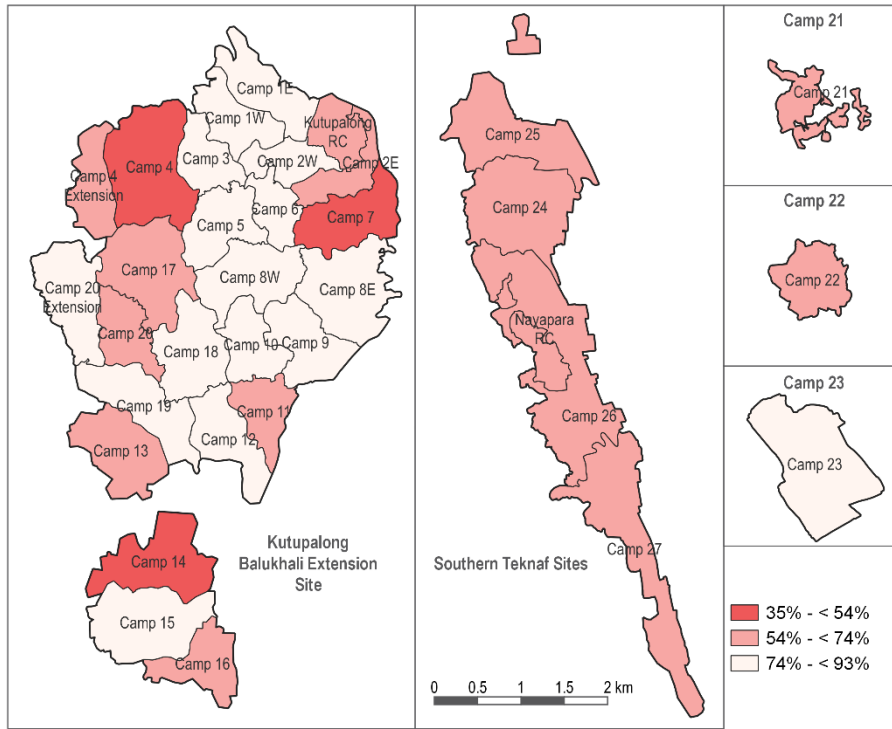 Camp 1E
Camp 1W
Kutupalong
RC
Camp 3
Camp 2W
Camp 2E
Camp 4
Camp 4
Extension
Camp 6
Camp 7
Camp 5
Camp 17
Camp 8W
Camp 8E
Camp 20
Extension
Camp 20
Camp 18
Camp 10
Camp 9
Camp 19
Camp 11
Camp 12
Camp 13
Camp 14
Camp 15
Camp 16
Kutupalong
Balukhali Extension
Site
Camp 25
Camp 24
Nayapara
RC
Camp 26
Camp 27
Southern Teknaf Sites
0 0.5 1 1.5 2 km
Camp 21
Camp 21
Camp 22
Camp 22
Camp 23
Camp 23
35% - < 54%
54% - < 74%
74% - < 93%